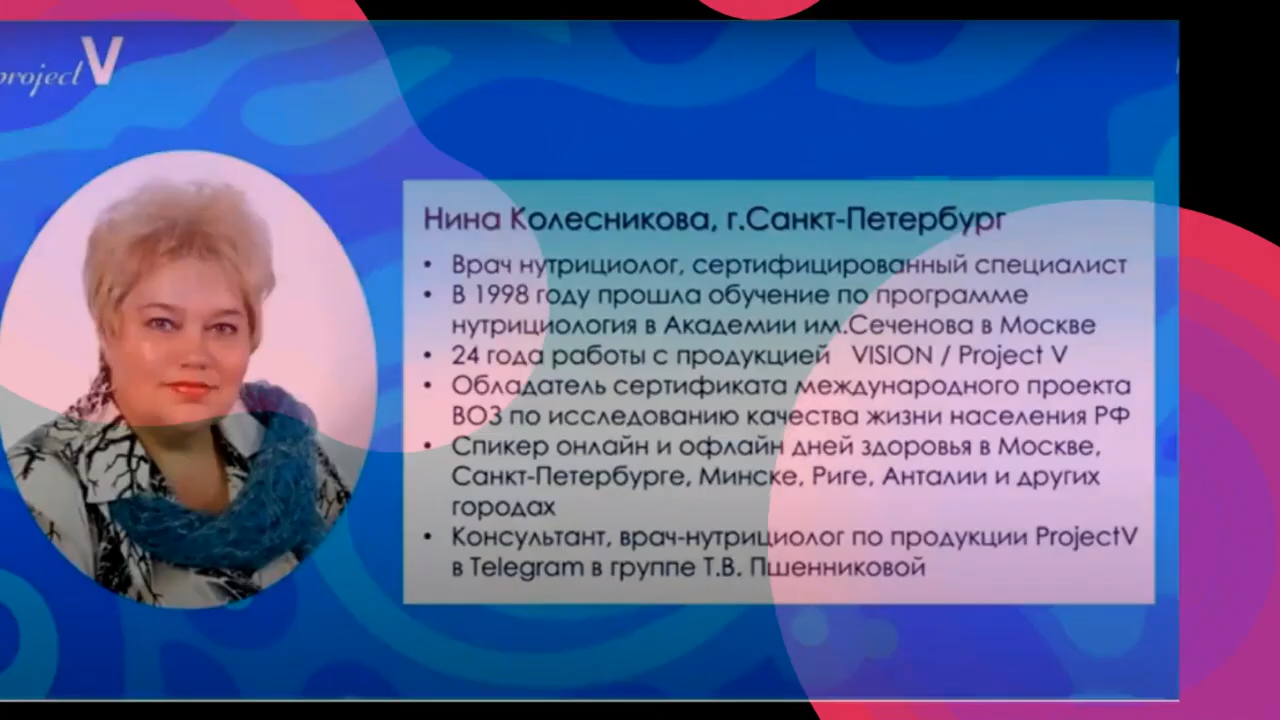 project V
Нина Колесникова, г.Санкт-Петербург
• Врач нутрициолог, сертифицированный специалист
• В 1998 году прошла обучение по программе
нутрициология в Академии им.Сеченова в Москве
• 24 года работы с продукцией VISION / Project V
• Обладатель сертификата международного проекта
ВОЗ по исследованию качества жизни населения РФ
• Спикер онлайн и офлайн дней здоровья в Москве,
Санкт-Петербурге, Минске, Риге, Анталии и других
городах
• Консультант, врач-нутрициолог по продукции ProjectV
в Telegram в группе Т.В. Пшенниковой